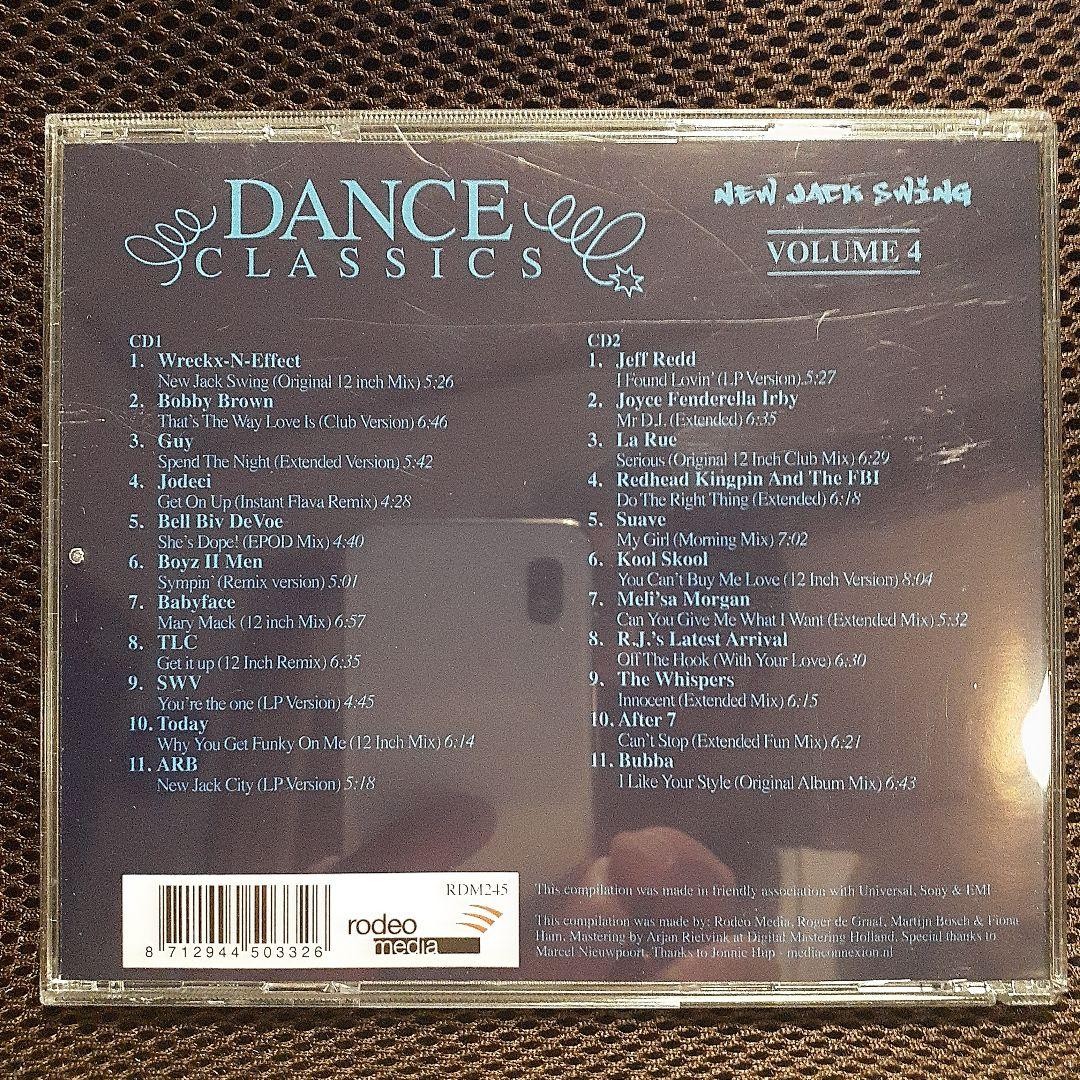 DANCE
CLASSICS
NEW JACK SWING
VOLUME 4
CD1
1. Wreckx-N-Effect
New Jack Swing (Original 12 inch Mix) 5:26
2. Bobby Brown
That's The Way Love Is (Club Version) 6:46
3. Guy
Spend The Night (Extended Version) 5:42
4. Jodeci
Get On Up (Instant Flava Remix) 4:28
5. Bell Biv DeVoe
She's Dope! (EPOD Mix) 4:40
6. Boyz II Men
Sympin' (Remix version) 5:01
7. Babyface
Mary Mack (12 inch Mix) 6:57
8. TLC
Get it up (12 Inch Remix) 6:35
9. SWV
You're the one (LP Version) 4:45
10. Today
Why You Get Funky On Me (12 Inch Mix) 6:14
11. ARB
New Jack City (LP Version) 5:18
CD2
1. Jeff Redd
I Found Lovin' (LP Version) 5:27
2. Joyce Fenderella Irby
Mr D.J. (Extended) 6:35
3. La Rue
Serious (Original 12 Inch Club Mix) 6:29
4. Redhead Kingpin And The FBI
Do The Right Thing (Extended) 6:18
5. Suave
My Girl (Morning Mix) 7:02
6. Kool Skool
You Can't Buy Me Love (12 Inch Version) 8:04
7. Meli'sa Morgan
Can You Give Me What I Want (Extended Mix) 5:32
8. R.J.'s Latest Arrival
Off The Hook (With Your Love) 6:30
9. The Whispers
Innocent (Extended Mix) 6:15
10. After 7
Can't Stop (Extended Fun Mix) 6:21
11. Bubba
I Like Your Style (Original Album Mix) 6:43
8 712944 503326
RDM245
rodeo
media
This compilation was made in friendly association with Universal, Sony & EMI
This compilation was made by: Rodeo Media, Roger de Graaf, Martijn Bosch & Fiona
Ham, Mastering by Arjan Rietvink at Digital Mastering Holland. Special thanks to
Marcel Nieuwpoort, Thanks to Jonnie Hup - mediaconnexion.nl